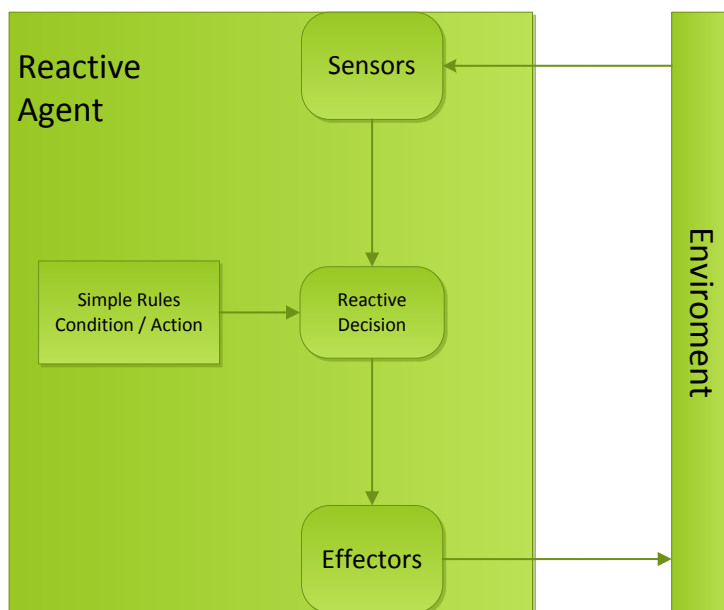 Reactive
Agent
Sensors
Simple Rules
Condition / Action
Reactive
Decision
Enviroment
Effectors